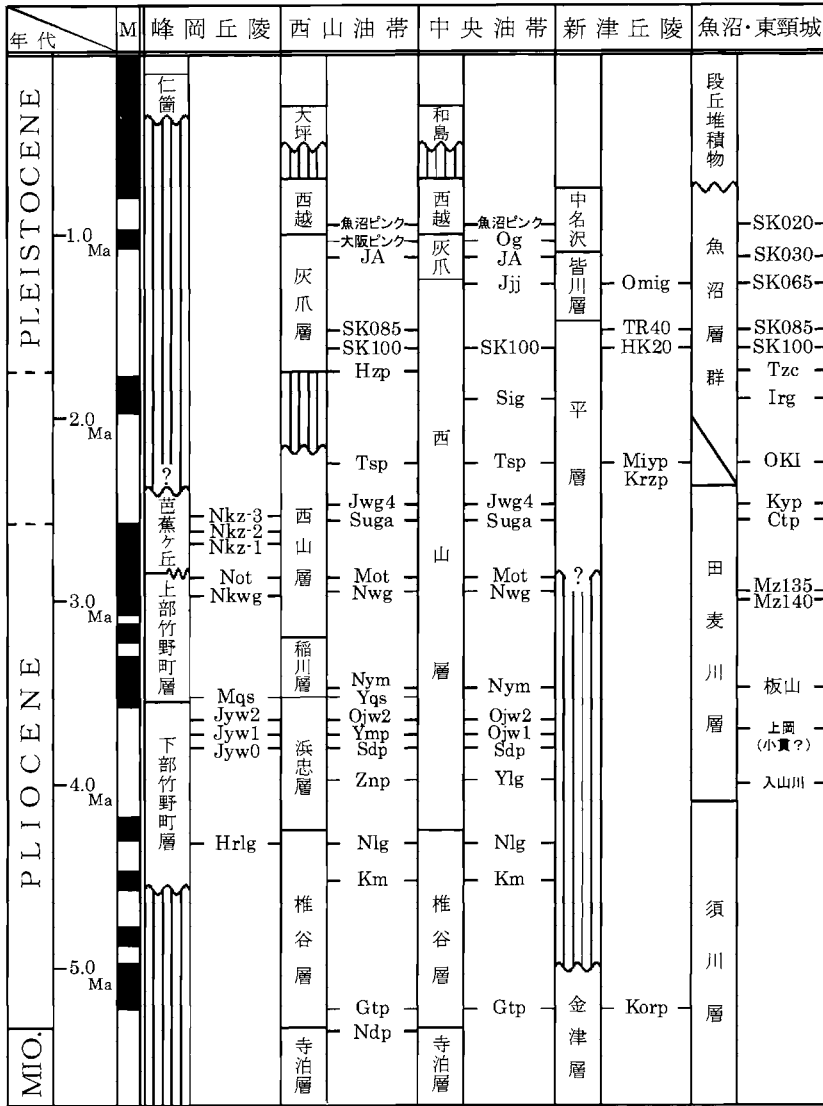 年代
M
峰岡丘陵
西山油帯
中央油帯
新津丘陵
魚沼・東頸城
PLEISTOCENE
PLIOCENE
MIO.
1.0
Ma
2.0
Ma
3.0
Ma
4.0
Ma
5.0
Ma
仁箇
?
芭蕉ケ丘
上部竹野町層
下部竹野町層
Nkz-3
Nkz-2
Nkz-1
Not
Nkwg
Mqs
Jyw2
Jyw1
Jyw0
Hrlg
大坪
西越
灰爪層
西山層
稲川層
浜忠層
椎谷層
寺泊層
魚沼ピンク
大阪ピンク
JA
SK085
SK100
Hzp
Tsp
Jwg4
Suga
Mot
Nwg
Nym
Yqs
Ojw2
Ymp
Sdp
Znp
Nlg
Km
Gtp
Ndp
和島
西越
灰爪
西山層
椎谷層
寺泊層
魚沼ピンク
Og
JA
Jjj
SK100
Sig
Tsp
Jwg4
Suga
Mot
Nwg
Nym
Ojw2
Ojw1
Sdp
Ylg
Nlg
Km
Gtp
中名沢
皆川層
平層
?
金津層
Omig
TR40
HK20
Miyp
Krzp
Korp
段丘堆積物
魚沼層群
田麦川層
須川層
SK020
SK030
SK065
SK085
SK100
Tzc
Irg
OKI
Kyp
Ctp
Mz135
Mz140
板山
上岡
(小貫?)
入山川